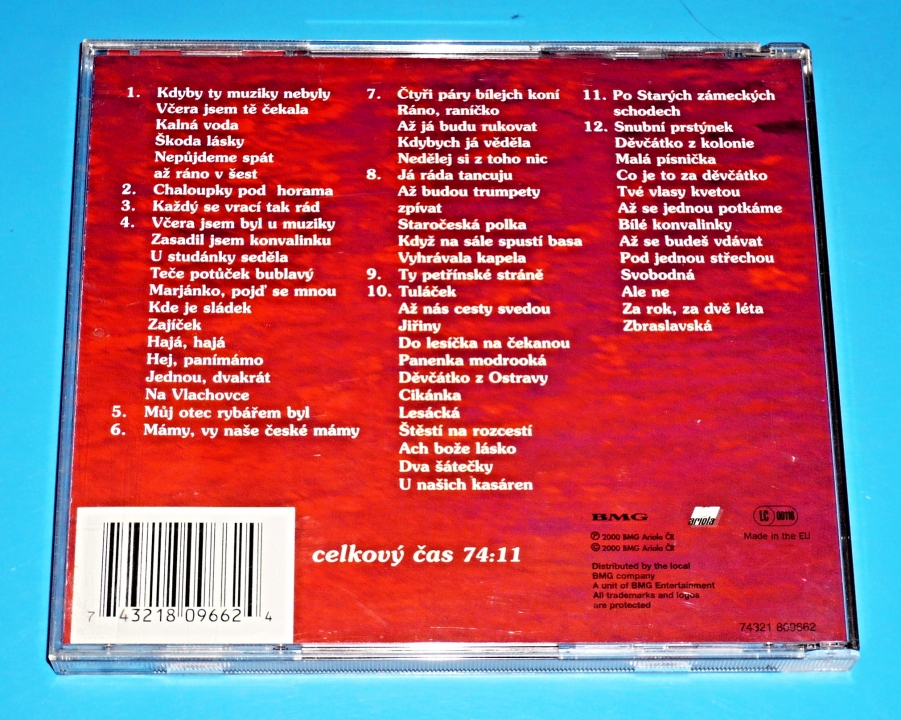 1. Kdyby ty muziky nebyly
Včera jsem tě čekala
Kalná voda
Škoda lásky
Nepůjdeme spát
až ráno v šest
2. Chaloupky pod horama
3. Každý se vrací tak rád
4. Včera jsem byl u muziky
Zasadil jsem konvalinku
U studánky seděla
Teče potůček bublavý
Marjánko, pojď se mnou
Kde je sládek
Zajíček
Hajá, hajá
Hej, panímámo
Jednou, dvakrát
Na Vlachovce
5. Můj otec rybářem byl
6. Mámy, vy naše české mámy
7. Čtyři páry bílejch koní
Ráno, raníčko
Až já budu rukovat
Kdybych já věděla
Nedělej si z toho nic
8. Já ráda tancuju
Až budou trumpety
zpívat
Staročeská polka
Když na sále spustí basa
Vyhrávala kapela
9. Ty petřínské stráně
10. Tuláček
Až nás cesty svedou
Jiřiny
Do lesíčka na čekanou
Panenka modrooká
Děvčátko z Ostravy
Cikánka
Lesácká
Štěstí na rozcestí
Ach bože lásko
Dva šátečky
U našich kasáren
11. Po Starých zámeckých
schodech
12. Snubní prstýnek
Děvčátko z kolonie
Malá písnička
Co je to za děvčátko
Tvé vlasy kvetou
Až se jednou potkáme
Bílé konvalinky
Až se budeš vdávat
Pod jednou střechou
Svobodná
Ale ne
Za rok, za dvě léta
Zbraslavská
celkový čas 74:11
BMG
ariola
LC 00116
Made in the EU
℗ 2000 BMG Ariola ČR
© 2000 BMG Ariola ČR
Distributed by the local
BMG company
A unit of BMG Entertainment
All trademarks and logos
are protected
74321 809662
7 43218 09662 4